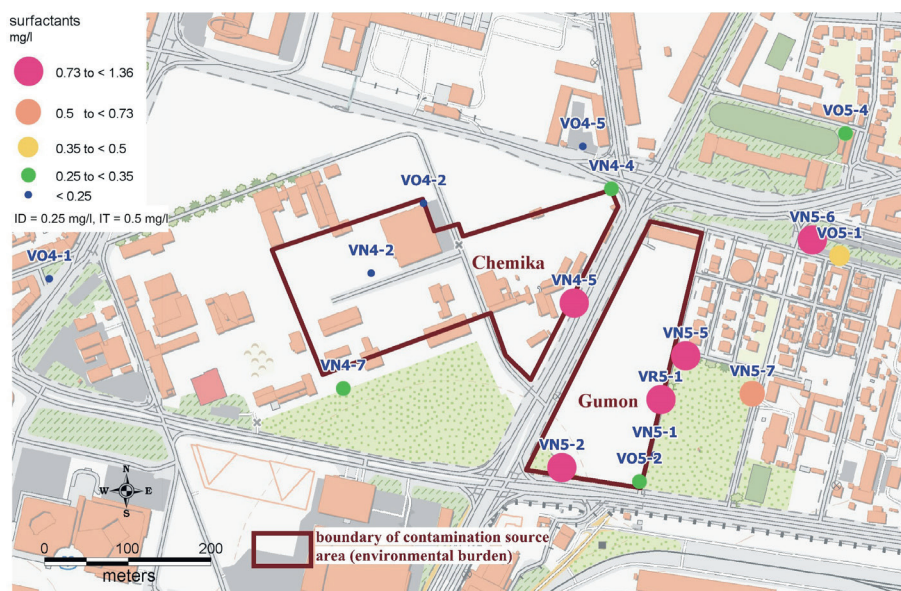 surfactants
mg/l
0.73 to < 1.36
0.5 to < 0.73
0.35 to < 0.5
0.25 to < 0.35
< 0.25
ID = 0.25 mg/l, IT = 0.5 mg/l
VO4-5
VO5-4
VN4-4
VO4-2
VN5-6
VO5-1
VO4-1
VN4-2
Chemika
VN4-5
VN5-5
VN4-7
VR5-1
VN5-7
Gumon
VN5-1
VN5-2
VO5-2
N
W E
S
boundary of contamination source
area (environmental burden)
0 100 200
meters